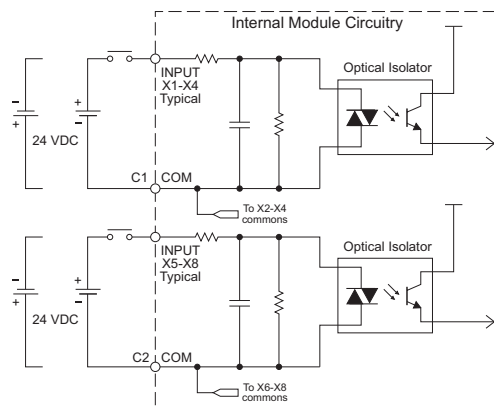 Internal Module Circuitry
INPUT
X1-X4
Typical
Optical Isolator
-
+
+
-
24 VDC
C1
COM
To X2-X4
commons
INPUT
X5-X8
Typical
Optical Isolator
-
+
+
-
24 VDC
C2
COM
To X6-X8
commons